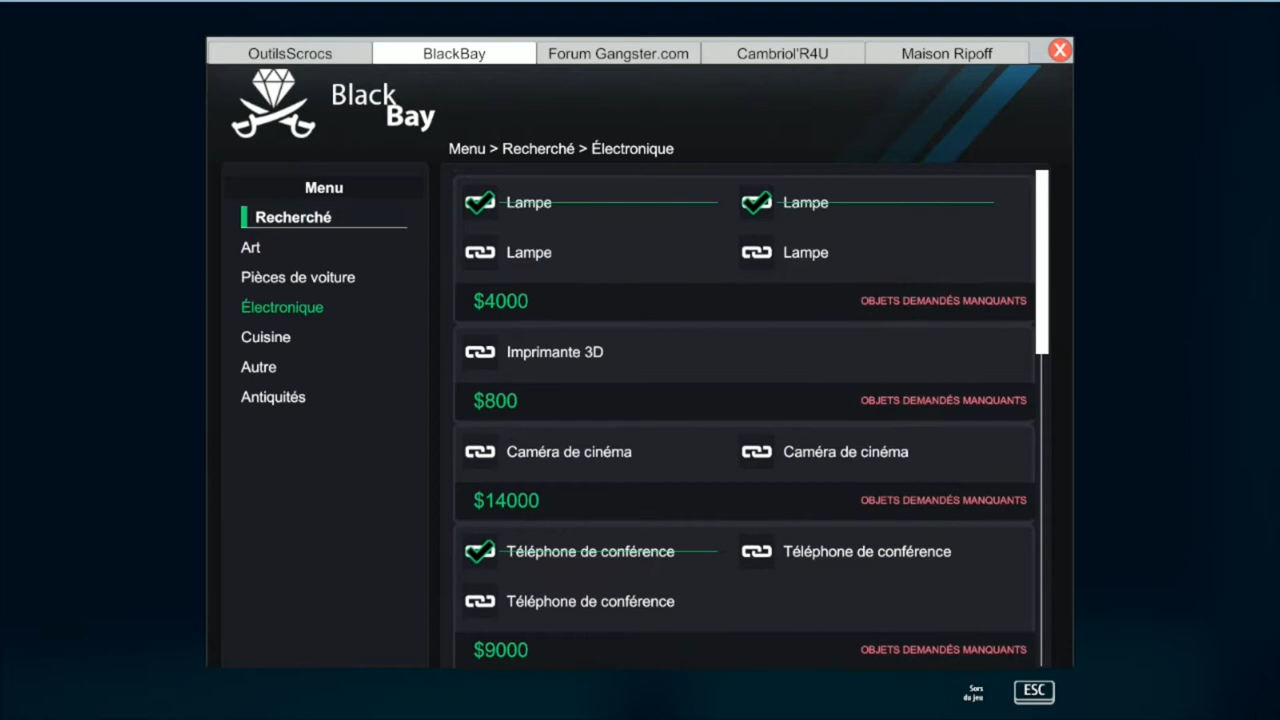 OutilsScrocs BlackBay Forum Gangster.com Cambriol'R4U Maison Ripoff X
Black
Bay
Menu > Recherché > Électronique
Menu
Recherché
Art
Pièces de voiture
Électronique
Cuisine
Autre
Antiquités
Lampe Lampe
Lampe Lampe
$4000 OBJETS DEMANDÉS MANQUANTS
Imprimante 3D
$800 OBJETS DEMANDÉS MANQUANTS
Caméra de cinéma Caméra de cinéma
$14000 OBJETS DEMANDÉS MANQUANTS
Téléphone de conférence Téléphone de conférence
Téléphone de conférence
$9000 OBJETS DEMANDÉS MANQUANTS
Sors
du jeu
ESC